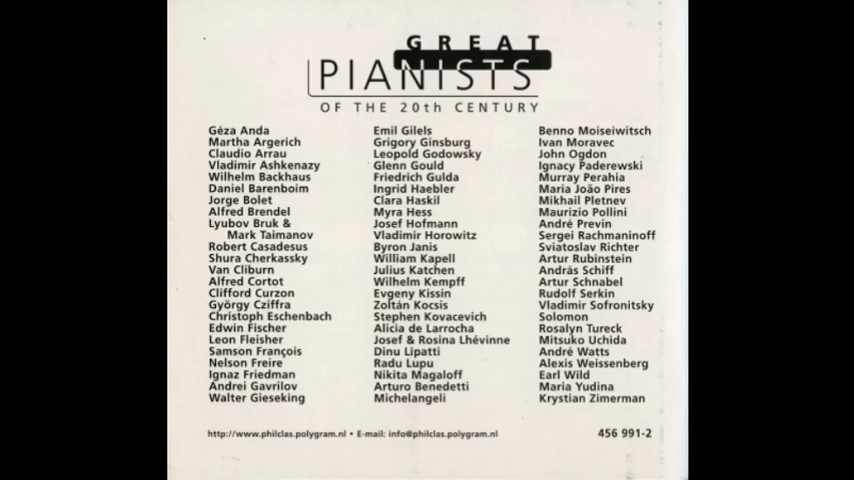 GREAT
PIANISTS
OF THE 20th CENTURY
Géza Anda
Martha Argerich
Claudio Arrau
Vladimir Ashkenazy
Wilhelm Backhaus
Daniel Barenboim
Jorge Bolet
Alfred Brendel
Lyubov Bruk &
Mark Taimanov
Robert Casadesus
Shura Cherkassky
Van Cliburn
Alfred Cortot
Clifford Curzon
György Cziffra
Christoph Eschenbach
Edwin Fischer
Leon Fleisher
Samson François
Nelson Freire
Ignaz Friedman
Andrei Gavrilov
Walter Gieseking
Emil Gilels
Grigory Ginsburg
Leopold Godowsky
Glenn Gould
Friedrich Gulda
Ingrid Haebler
Clara Haskil
Myra Hess
Josef Hofmann
Vladimir Horowitz
Byron Janis
William Kapell
Julius Katchen
Wilhelm Kempff
Evgeny Kissin
Zoltán Kocsis
Stephen Kovacevich
Alicia de Larrocha
Josef & Rosina Lhévinne
Dinu Lipatti
Radu Lupu
Nikita Magaloff
Arturo Benedetti
Michelangeli
Benno Moiseiwitsch
Ivan Moravec
John Ogdon
Ignacy Paderewski
Murray Perahia
Maria João Pires
Mikhail Pletnev
Maurizio Pollini
André Previn
Sergei Rachmaninoff
Sviatoslav Richter
Artur Rubinstein
András Schiff
Artur Schnabel
Rudolf Serkin
Vladimir Sofronitsky
Solomon
Rosalyn Tureck
Mitsuko Uchida
André Watts
Alexis Weissenberg
Earl Wild
Maria Yudina
Krystian Zimerman
http://www.philclas.polygram.nl • E-mail: info@philclas.polygram.nl
456 991-2